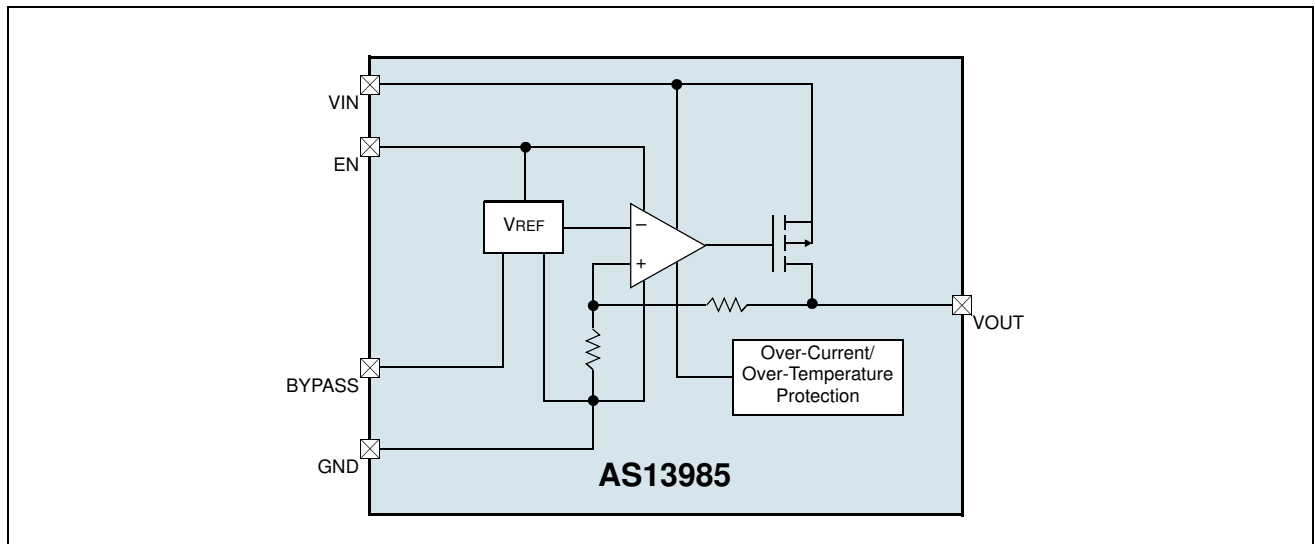 VIN
EN
VREF
−
+
VOUT
Over-Current/
Over-Temperature
Protection
BYPASS
GND
AS13985